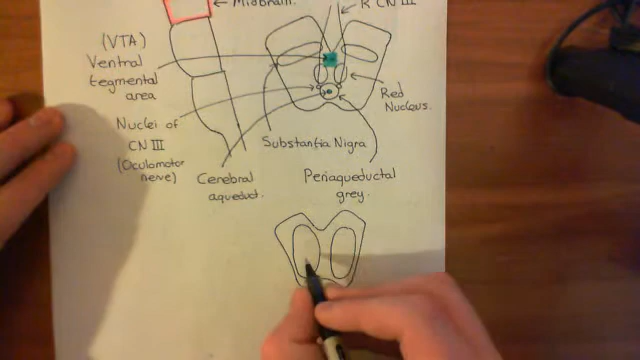 Midbrain.
R CN III
(VTA)
Ventral
tegmental
area
Red
Nucleus.
Nuclei of
CN III
(Oculomotor
nerve)
Substantia Nigra
Cerebral
aqueduct.
Periaqueductal
grey.